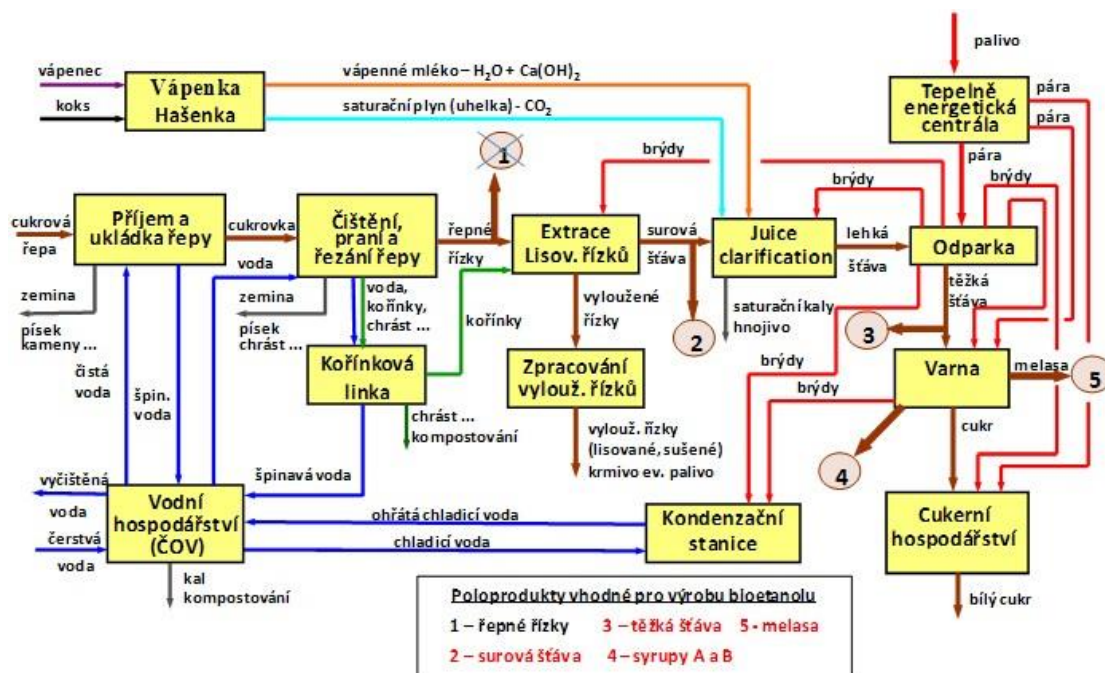 palivo
vápenec
Vápenka
Hašenka
koks
vápenné mléko – H₂O + Ca(OH)₂
saturační plyn (uhelka) - CO₂
Tepelně
energetická
centrála
pára
pára
pára
1
brýdy
brýdy
brýdy
cukrová
řepa
Příjem a
ukládka řepy
cukrovka
Čištění,
praní a
řezání řepy
řepné
řízky
Extrace
Lisov. řízků
surová
šťáva
Juice
clarification
lehká
šťáva
Odparka
těžká
šťáva
voda
zemina
písek
kameny ...
zemina
písek
chrást ...
voda,
kořínky,
chrást ...
kořínky
vyloužené
řízky
saturační kaly
hnojivo
2
3
čistá
voda
špin.
voda
Kořínková
linka
Zpracování
vylouž. řízků
brýdy
brýdy
Varna
melasa
5
chrást ...
kompostování
vylouž. řízky
(lisované, sušené)
krmivo ev. palivo
cukr
4
vyčištěná
voda
Vodní
hospodářství
(ČOV)
špinavá voda
čerstvá
voda
ohřátá chladicí voda
chladicí voda
Kondenzační
stanice
Cukerní
hospodářství
kal
kompostování
bílý cukr
Poloprodukty vhodné pro výrobu bioetanolu
1 – řepné řízky 3 – těžká šťáva 5 - melasa
2 – surová šťáva 4 – syrupy A a B